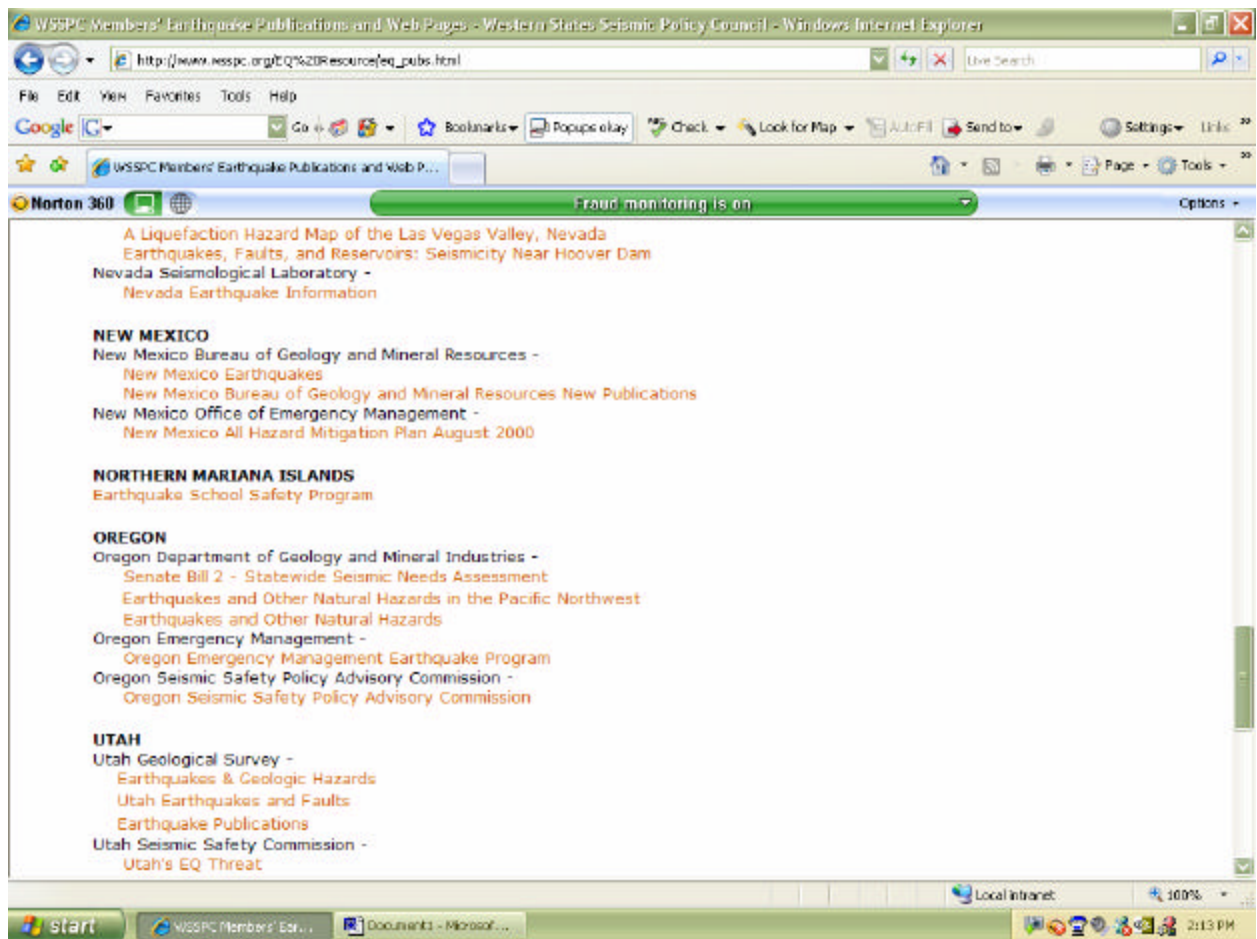 WSSPC Members' Earthquake Publications and Web Pages - Western States Seismic Policy Council - Windows Internet Explorer
http://www.wsspc.org/EQ%20Resource/eq_pubs.html
Live Search
File Edit View Favorites Tools Help
Google
Go
Bookmarks
Popups okay
Check
Look for Map
AutoFill
Send to
Settings
Links
WSSPC Members' Earthquake Publications and Web P...
Page
Tools
Norton 360
Fraud monitoring is on
Options
A Liquefaction Hazard Map of the Las Vegas Valley, Nevada
Earthquakes, Faults, and Reservoirs: Seismicity Near Hoover Dam
Nevada Seismological Laboratory -
Nevada Earthquake Information
NEW MEXICO
New Mexico Bureau of Geology and Mineral Resources -
New Mexico Earthquakes
New Mexico Bureau of Geology and Mineral Resources New Publications
New Mexico Office of Emergency Management -
New Mexico All Hazard Mitigation Plan August 2000
NORTHERN MARIANA ISLANDS
Earthquake School Safety Program
OREGON
Oregon Department of Geology and Mineral Industries -
Senate Bill 2 - Statewide Seismic Needs Assessment
Earthquakes and Other Natural Hazards in the Pacific Northwest
Earthquakes and Other Natural Hazards
Oregon Emergency Management -
Oregon Emergency Management Earthquake Program
Oregon Seismic Safety Policy Advisory Commission -
Oregon Seismic Safety Policy Advisory Commission
UTAH
Utah Geological Survey -
Earthquakes & Geologic Hazards
Utah Earthquakes and Faults
Earthquake Publications
Utah Seismic Safety Commission -
Utah's EQ Threat
Local intranet
100%
start
WSSPC Members' Ear...
Document1 - Microsof...
2:13 PM